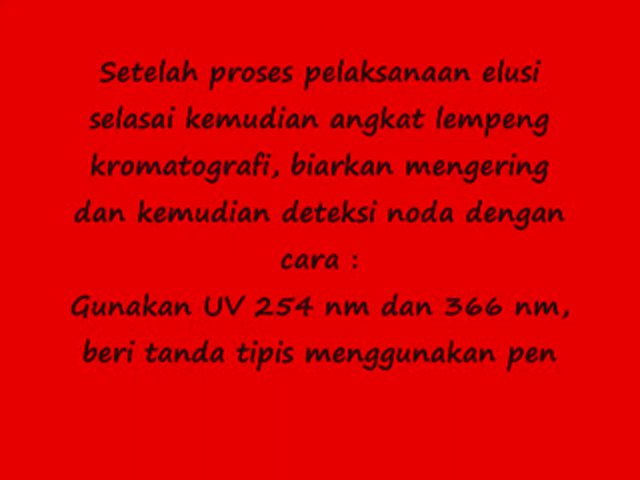 Setelah proses pelaksanaan elusi
selasai kemudian angkat lempeng
kromatografi, biarkan mengering
dan kemudian deteksi noda dengan
cara :
Gunakan UV 254 nm dan 366 nm,
beri tanda tipis menggunakan pen